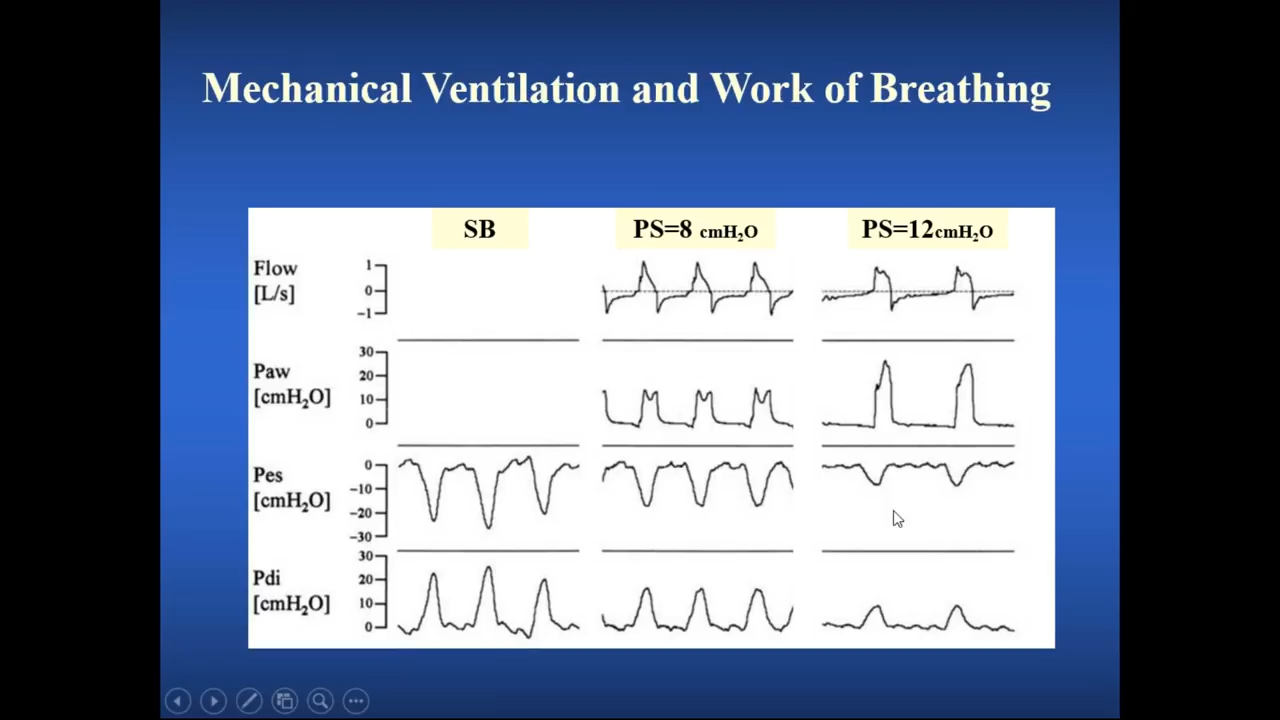 Mechanical Ventilation and Work of Breathing
SB
PS=8 cmH₂O
PS=12cmH₂O
Flow
[L/s]
1
0
−1
Paw
[cmH₂O]
30
20
10
0
Pes
[cmH₂O]
0
−10
−20
−30
Pdi
[cmH₂O]
30
20
10
0